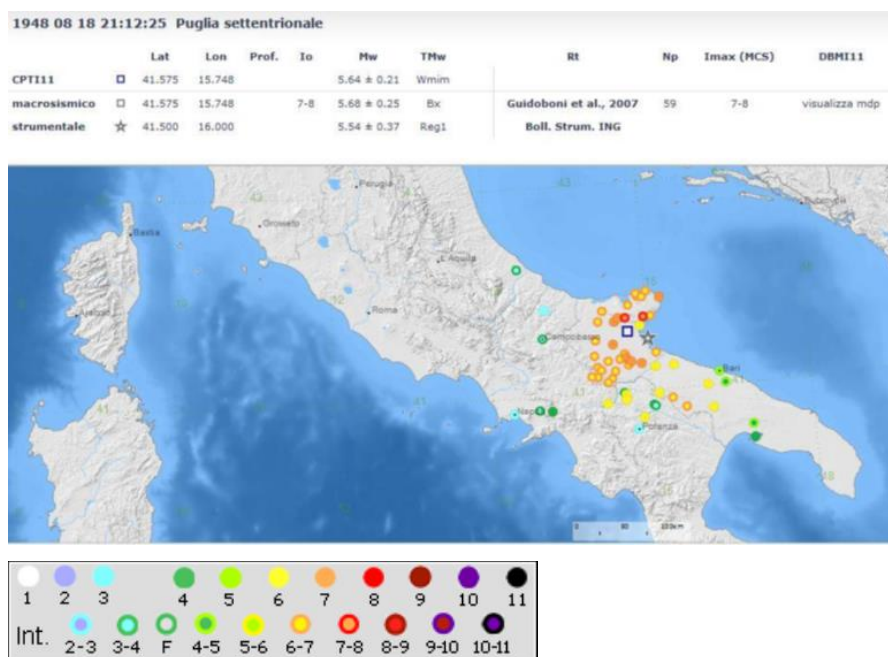 1948 08 18 21:12:25 Puglia settentrionale
Lat Lon Prof. Io Mw TMw Rt Np Imax (MCS) DBMI11
CPTI11 41.575 15.748 5.64 ± 0.21 Wmim
macrosismico 41.575 15.748 7-8 5.68 ± 0.25 Bx Guidoboni et al., 2007 59 7-8 visualizza mdp
strumentale 41.500 16.000 5.54 ± 0.37 Reg1 Boll. Strum. ING
Perugia
Grosseto
Bastia
L'Aquila
Ajaccio
Roma
Campobasso
Bari
Napoli
Potenza
1 2 3 4 5 6 7 8 9 10 11
Int. 2-3 3-4 F 4-5 5-6 6-7 7-8 8-9 9-10 10-11